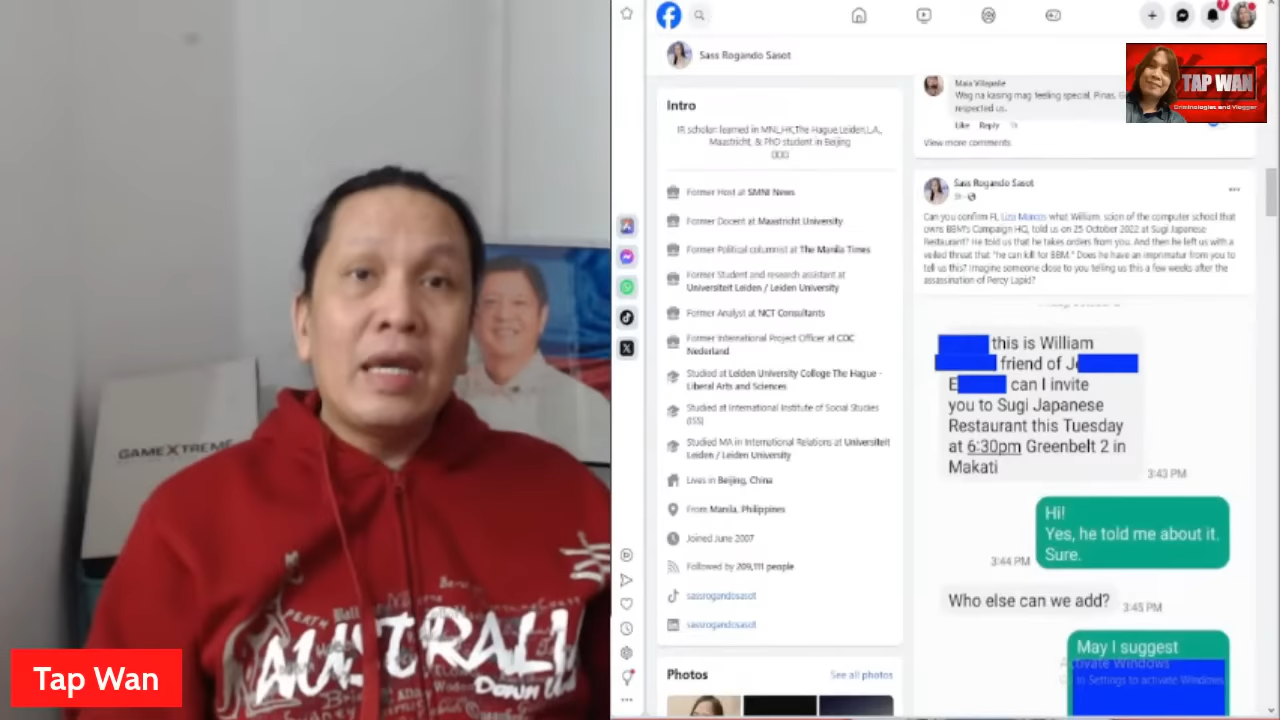 Sass Rogando Sasot
TAP WAN
Criminologies and Vlogger
Intro
IR scholar: learned in MNL,HK,The Hague,Leiden,L.A.,
Maastricht, & PhD student in Beijing
Former Host at SMNI News
Former Docent at Maastricht University
Former Political columnist at The Manila Times
Former Student and research assistant at
Universiteit Leiden / Leiden University
Former Analyst at NCT Consultants
Former International Project Officer at COC
Nederland
Studied at Leiden University College The Hague -
Liberal Arts and Sciences
Studied at International Institute of Social Studies
(ISS)
Studied MA in International Relations at Universiteit
Leiden / Leiden University
Lives in Beijing, China
From Manila, Philippines
Joined June 2007
Followed by 209,111 people
sassrogandosasot
sassrogandosasot
Photos
See all photos
Wag na kasing mag feeling special, Pinas.
respected us.
Like Reply
View more comments
Sass Rogando Sasot
Can you confirm FL Liza Marcos what William, scion of the computer school that
owns BBM's Campaign HQ, told us on 25 October 2022 at Sugi Japanese
Restaurant? He told us that he takes orders from you. And then he left us with a
veiled threat that "he can kill for BBM." Does he have an imprimatur from you to
tell us this? Imagine someone close to you telling us this a few weeks after the
assassination of Percy Lapid?
this is William
friend of J
E can I invite
you to Sugi Japanese
Restaurant this Tuesday
at 6:30pm Greenbelt 2 in
Makati
3:43 PM
Hi!
Yes, he told me about it.
Sure.
3:44 PM
Who else can we add?
3:45 PM
May I suggest
Activate Windows
to Settings to activate Windows.
GAMEXTREME
AUSTRALI
DOWN U
Tap Wan